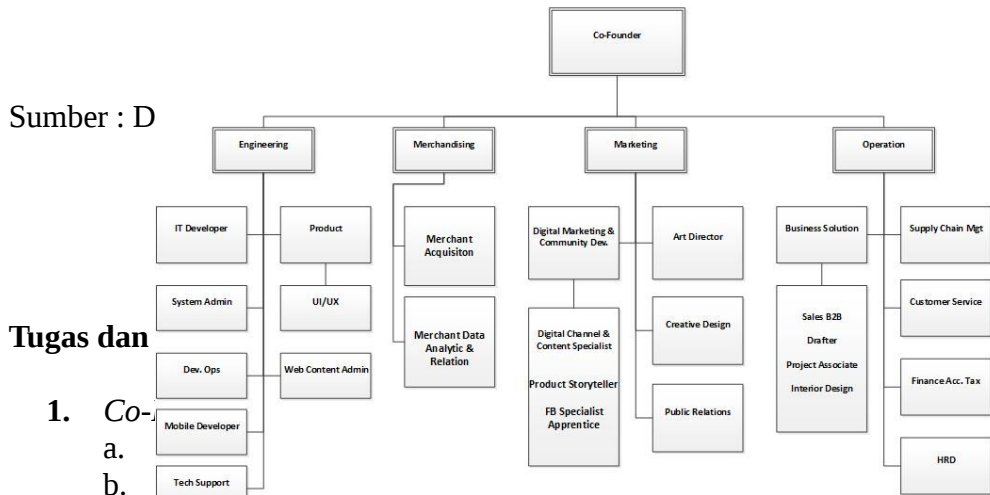 Co-Founder
Sumber : D
Engineering
Merchandising
Marketing
Operation
IT Developer
Product
Merchant
Acquisiton
Digital Marketing &
Community Dev.
Art Director
Business Solution
Supply Chain Mgt
System Admin
UI/UX
Merchant Data
Analytic &
Relation
Digital Channel &
Content Specialist
Product Storyteller
FB Specialist
Apprentice
Creative Design
Sales B2B
Drafter
Project Associate
Interior Design
Customer Service
Tugas dan
Dev. Ops
Web Content Admin
Public Relations
Finance Acc. Tax
1. Co-
Mobile Developer
a.
HRD
b.
Tech Support